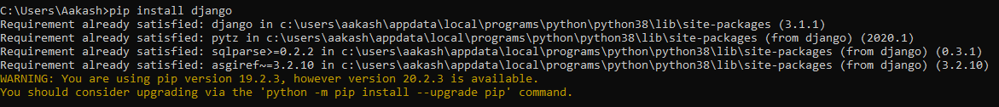 C:\Users\Aakash>pip install django
Requirement already satisfied: django in c:\users\aakash\appdata\local\programs\python\python38\lib\site-packages (3.1.1)
Requirement already satisfied: pytz in c:\users\aakash\appdata\local\programs\python\python38\lib\site-packages (from django) (2020.1)
Requirement already satisfied: sqlparse>=0.2.2 in c:\users\aakash\appdata\local\programs\python\python38\lib\site-packages (from django) (0.3.1)
Requirement already satisfied: asgiref~=3.2.10 in c:\users\aakash\appdata\local\programs\python\python38\lib\site-packages (from django) (3.2.10)
WARNING: You are using pip version 19.2.3, however version 20.2.3 is available.
You should consider upgrading via the 'python -m pip install --upgrade pip' command.